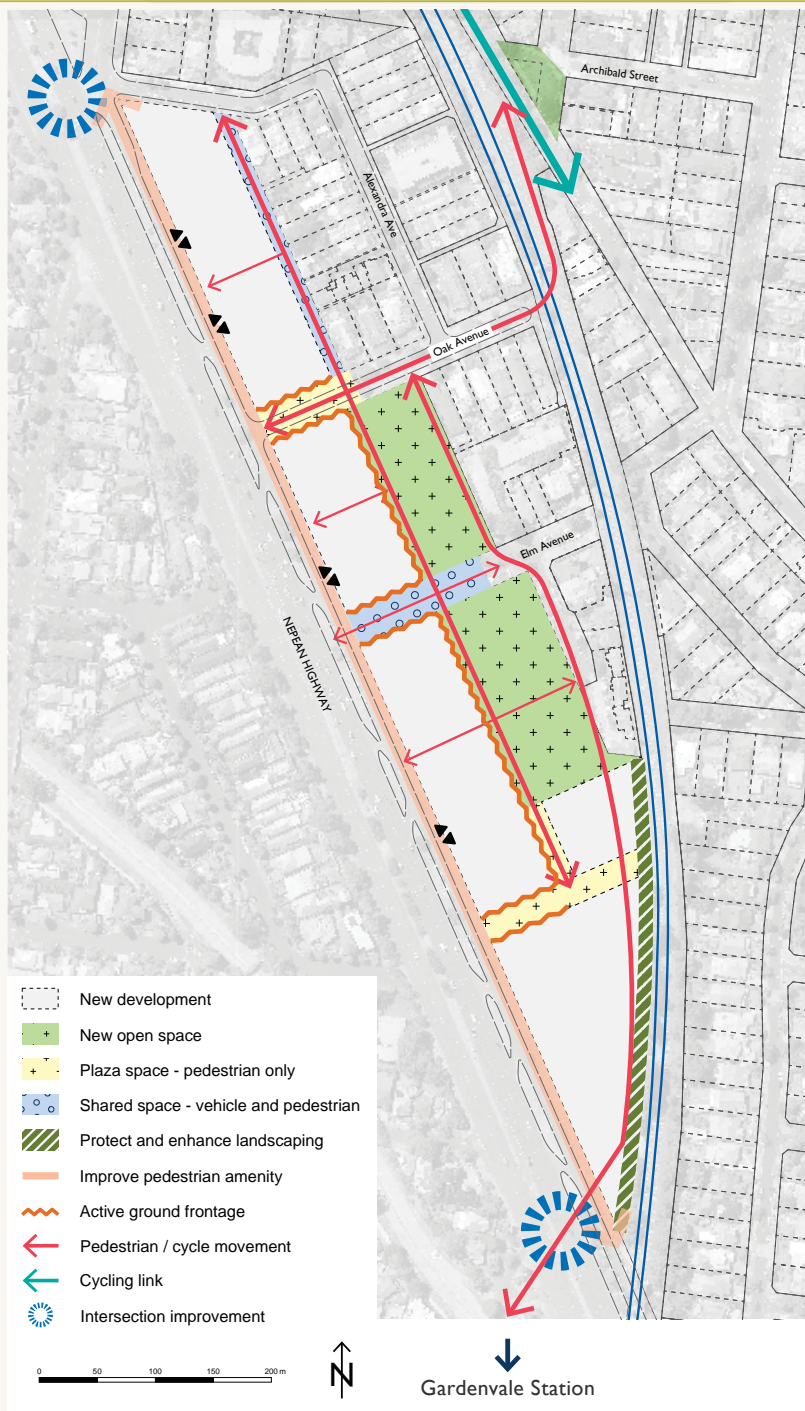 Archibald Street
Alexandra Ave
Oak Avenue
Elm Avenue
NEPEAN HIGHWAY
New development
New open space
Plaza space - pedestrian only
Shared space - vehicle and pedestrian
Protect and enhance landscaping
Improve pedestrian amenity
Active ground frontage
Pedestrian / cycle movement
Cycling link
Intersection improvement
0 50 100 150 200 m
N
Gardenvale Station